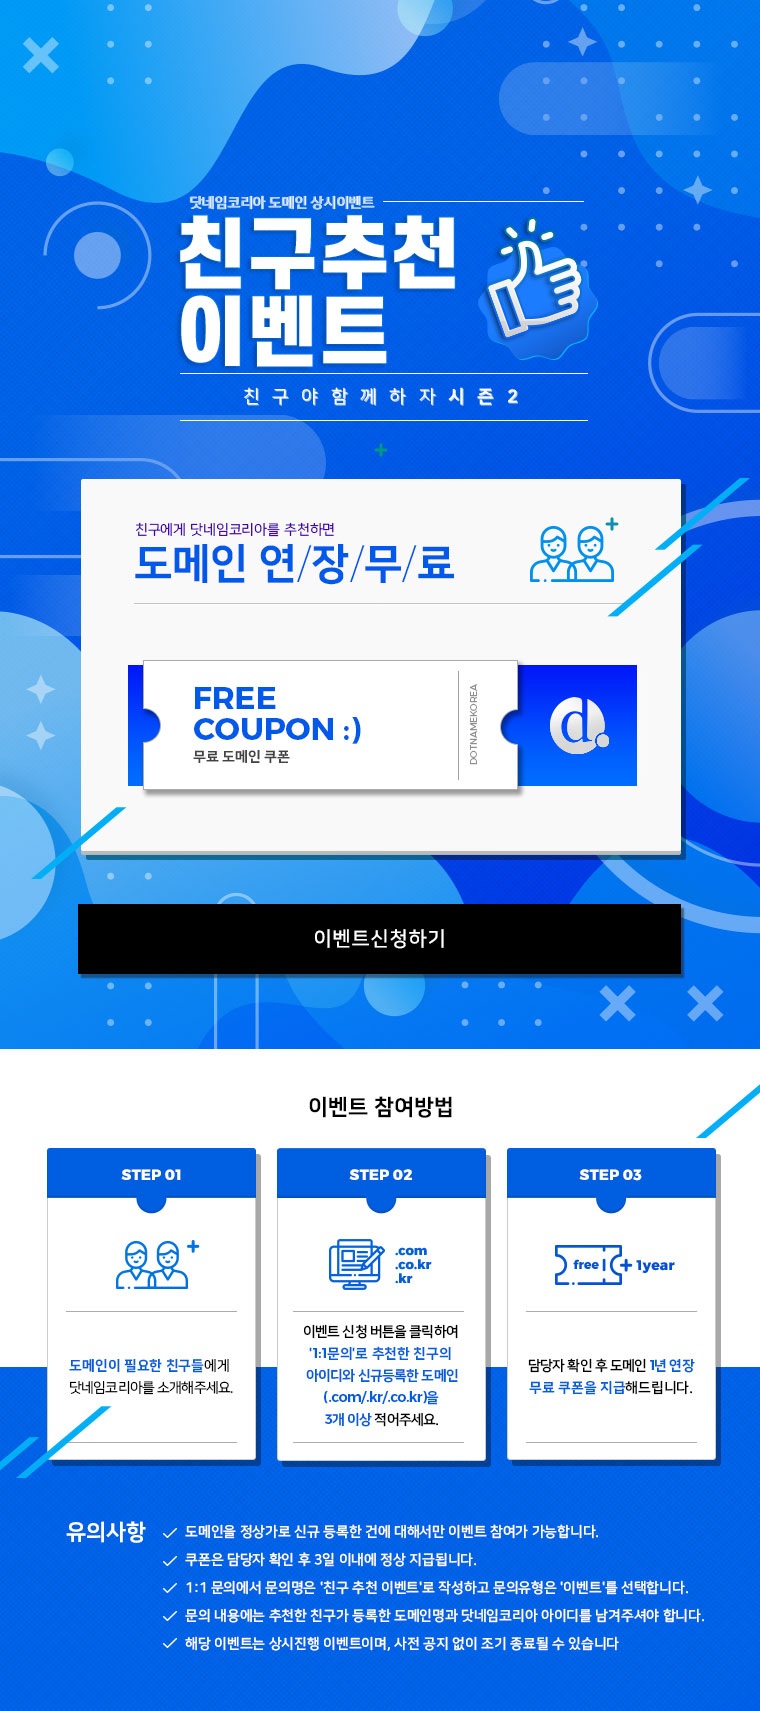 닷네임코리아 도메인 상시이벤트
친구추천
이벤트
친구야함께하자시즌2
친구에게 닷네임코리아를 추천하면
도메인 연/장/무/료
FREE
COUPON :)
무료 도메인 쿠폰
DOTNAMEKOREA
d.
이벤트신청하기
이벤트 참여방법
STEP 01
도메인이 필요한 친구들에게
닷네임코리아를 소개해주세요.
STEP 02
.com
.co.kr
.kr
이벤트 신청 버튼을 클릭하여
'1:1문의'로 추천한 친구의
아이디와 신규등록한 도메인
(.com/.kr/.co.kr)을
3개 이상 적어주세요.
STEP 03
free + 1year
담당자 확인 후 도메인 1년 연장
무료 쿠폰을 지급해드립니다.
유의사항
도메인을 정상가로 신규 등록한 건에 대해서만 이벤트 참여가 가능합니다.
쿠폰은 담당자 확인 후 3일 이내에 정상 지급됩니다.
1:1 문의에서 문의명은 '친구 추천 이벤트'로 작성하고 문의유형은 '이벤트'를 선택합니다.
문의 내용에는 추천한 친구가 등록한 도메인명과 닷네임코리아 아이디를 남겨주셔야 합니다.
해당 이벤트는 상시진행 이벤트이며, 사전 공지 없이 조기 종료될 수 있습니다